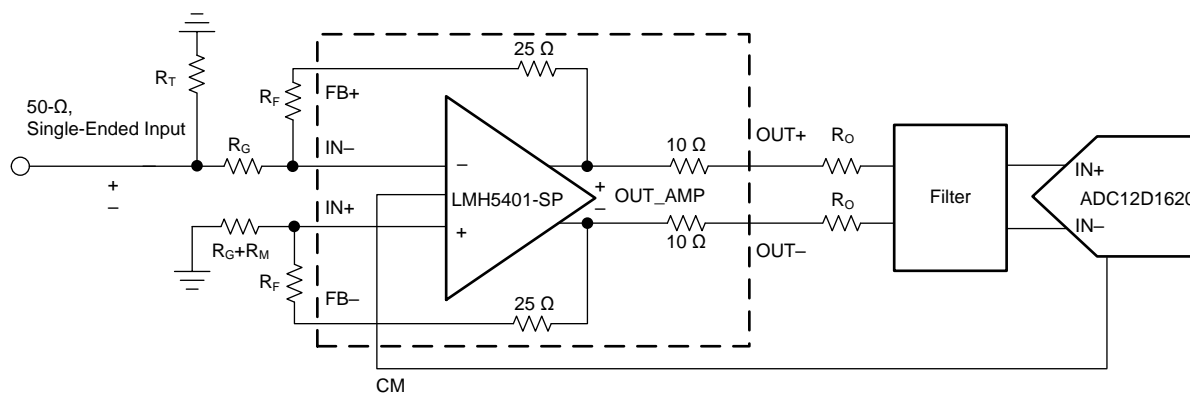 25 Ω
R_T
R_F
FB+
50-Ω,
Single-Ended Input
R_G
IN–
10 Ω
OUT+
R_O
+
–
–
LMH5401-SP
+
–
OUT_AMP
Filter
IN+
ADC12D1620
IN–
IN+
+
R_G+R_M
R_O
10 Ω
OUT–
R_F
FB–
25 Ω
CM